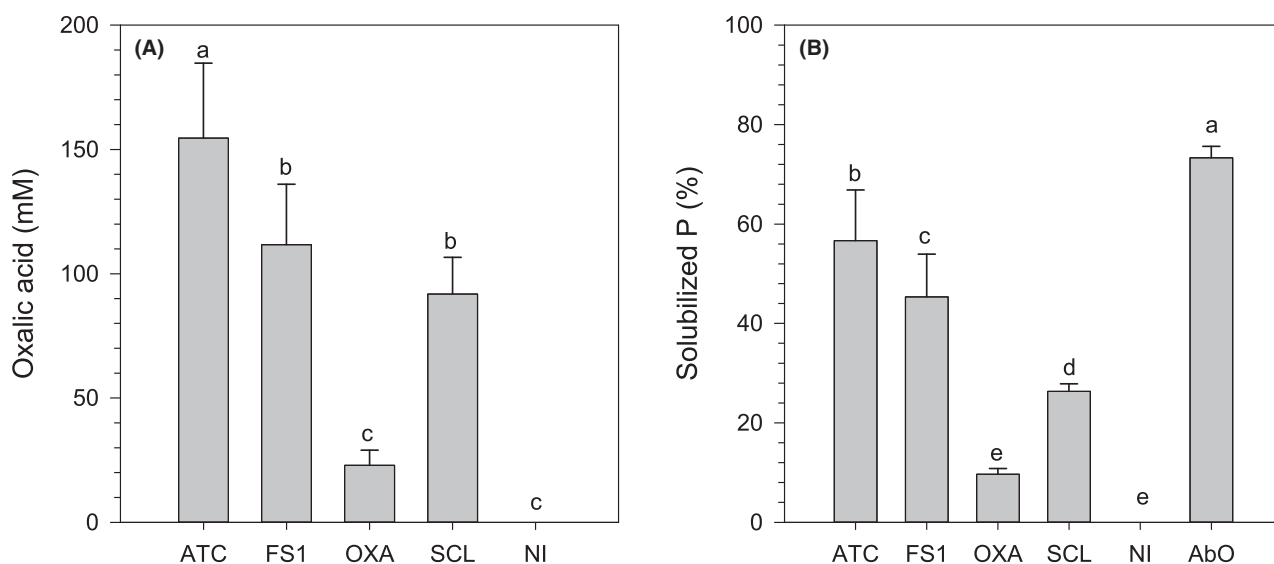 (A)
Oxalic acid (mM)
200
150
100
50
0
a
b
c
b
c
ATC FS1 OXA SCL NI
(B)
Solubilized P (%)
100
80
60
40
20
0
b
c
e
d
e
a
ATC FS1 OXA SCL NI AbO